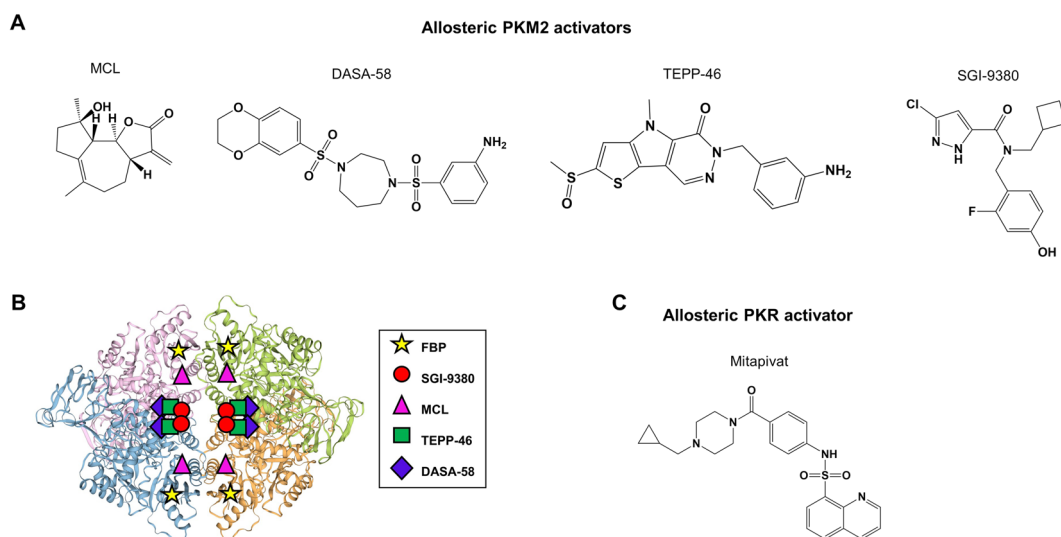 A
Allosteric PKM2 activators
MCL
DASA-58
TEPP-46
SGI-9380
OH
H
O
O
H
H
O
O
S
O
O
N
N
O
S
O
NH2
N
O
N
N
S
S
O
NH2
Cl
N
NH
O
N
F
OH
B
FBP
SGI-9380
MCL
TEPP-46
DASA-58
C
Allosteric PKR activator
Mitapivat
O
N
N
NH
O
S
O
N